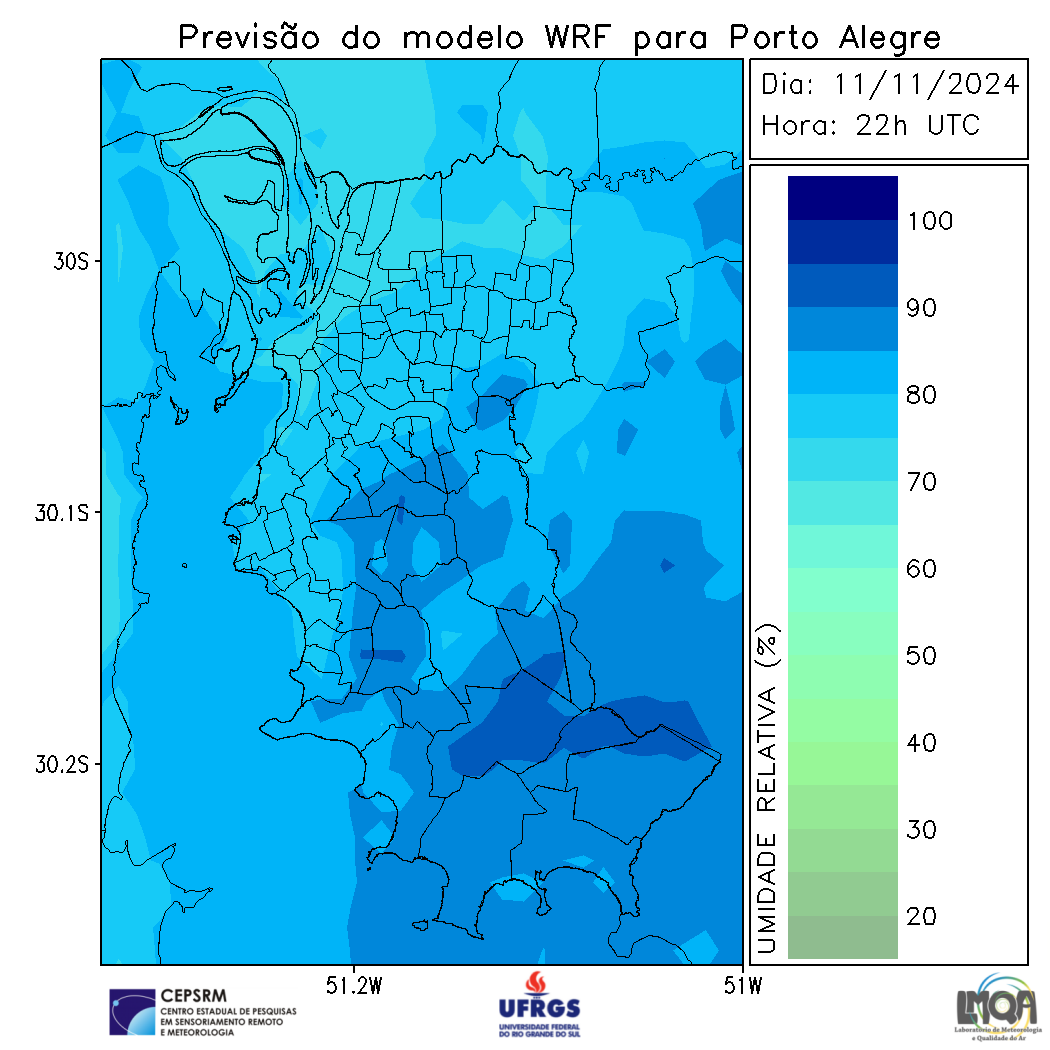 Previsão do modelo WRF para Porto Alegre
Dia: 11/11/2024
Hora: 22h UTC
30S
30.1S
30.2S
51.2W
51W
100
90
80
70
60
50
40
30
20
UMIDADE RELATIVA (%)
CEPSRM
CENTRO ESTADUAL DE PESQUISAS
EM SENSORIAMENTO REMOTO
E METEOROLOGIA
UFRGS
UNIVERSIDADE FEDERAL
DO RIO GRANDE DO SUL
LMQA
Laboratório de Meteorologia
e Qualidade do Ar